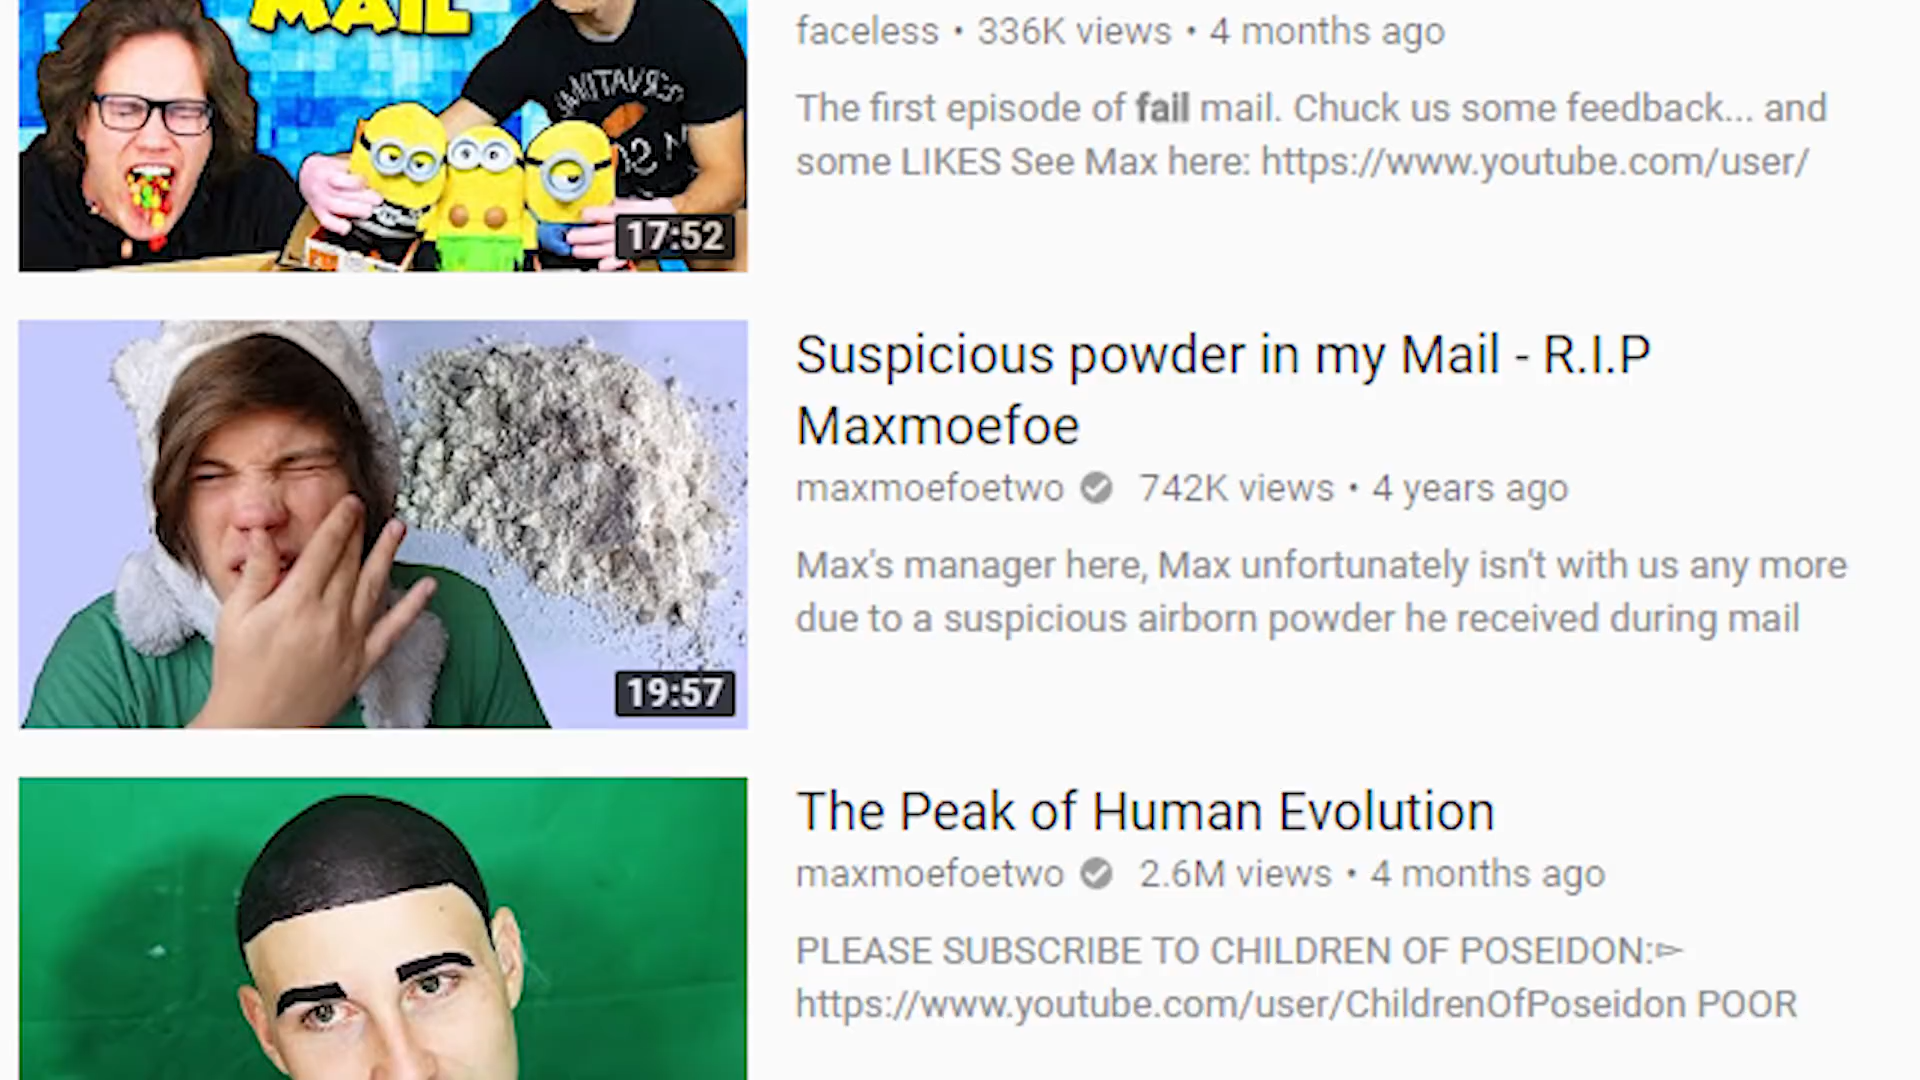 MAIL
faceless • 336K views • 4 months ago
The first episode of fail mail. Chuck us some feedback... and
some LIKES See Max here: https://www.youtube.com/user/
17:52
Suspicious powder in my Mail - R.I.P
Maxmoefoe
maxmoefoetwo 742K views • 4 years ago
Max's manager here, Max unfortunately isn't with us any more
due to a suspicious airborn powder he received during mail
19:57
The Peak of Human Evolution
maxmoefoetwo 2.6M views • 4 months ago
PLEASE SUBSCRIBE TO CHILDREN OF POSEIDON:►
https://www.youtube.com/user/ChildrenOfPoseidon POOR